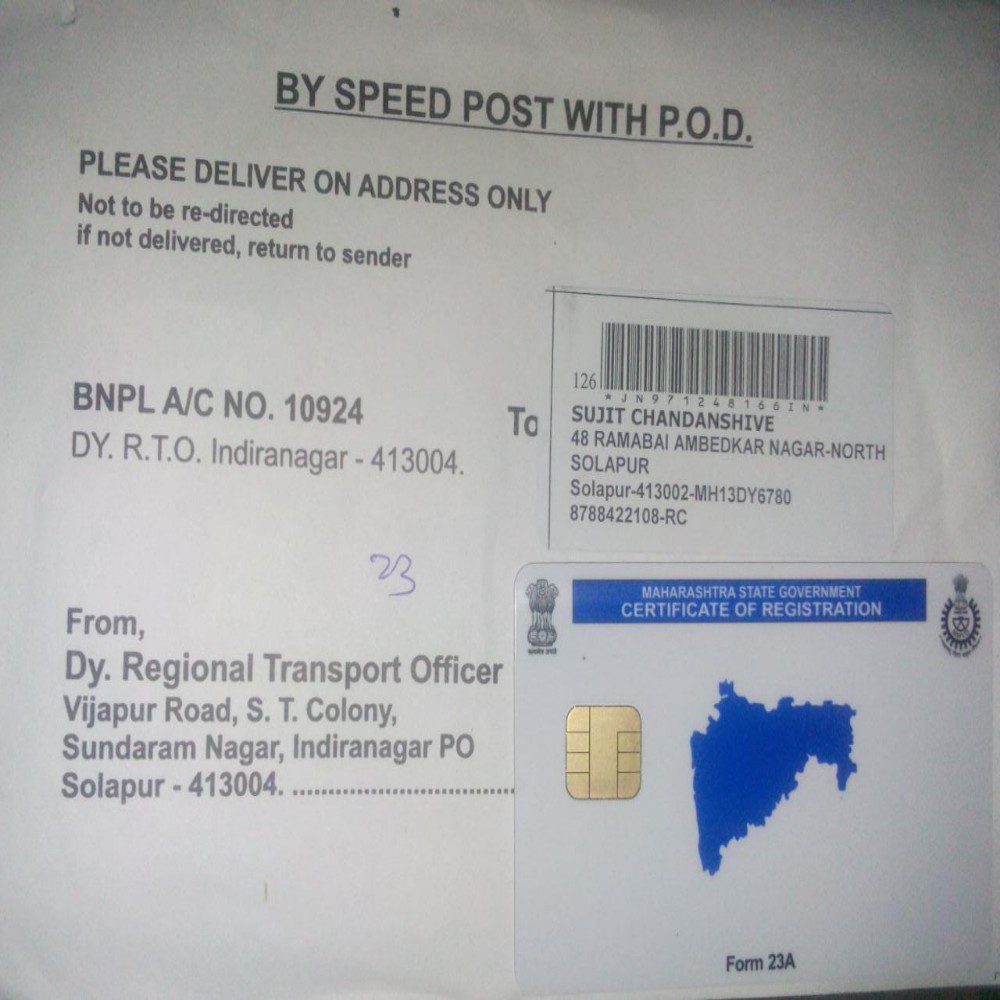 BY SPEED POST WITH P.O.D.
PLEASE DELIVER ON ADDRESS ONLY
Not to be re-directed
if not delivered, return to sender
BNPL A/C NO. 10924
DY. R.T.O. Indiranagar - 413004.
To
126
*JN971248166IN*
SUJIT CHANDANSHIVE
48 RAMABAI AMBEDKAR NAGAR-NORTH
SOLAPUR
Solapur-413002-MH13DY6780
8788422108-RC
23
From,
Dy. Regional Transport Officer
Vijapur Road, S. T. Colony,
Sundaram Nagar, Indiranagar PO
Solapur - 413004. ................................
MAHARASHTRA STATE GOVERNMENT
CERTIFICATE OF REGISTRATION
सत्यमेव जयते
Form 23A